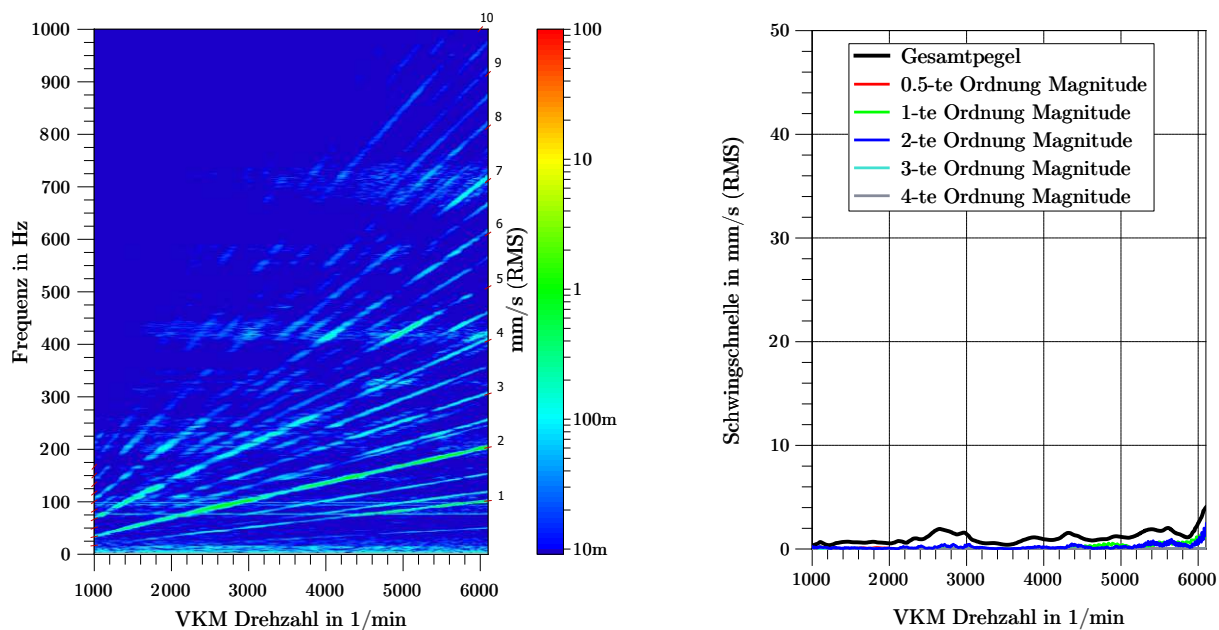 1000
900
800
700
600
500
400
300
200
100
0
Frequenz in Hz
1000 2000 3000 4000 5000 6000
VKM Drehzahl in 1/min
10
9
8
7
6
5
4
3
2
1
100
10
1
100m
10m
mm/s (RMS)
50
40
30
20
10
0
Schwingschnelle in mm/s (RMS)
Gesamtpegel
0.5-te Ordnung Magnitude
1-te Ordnung Magnitude
2-te Ordnung Magnitude
3-te Ordnung Magnitude
4-te Ordnung Magnitude
1000 2000 3000 4000 5000 6000
VKM Drehzahl in 1/min